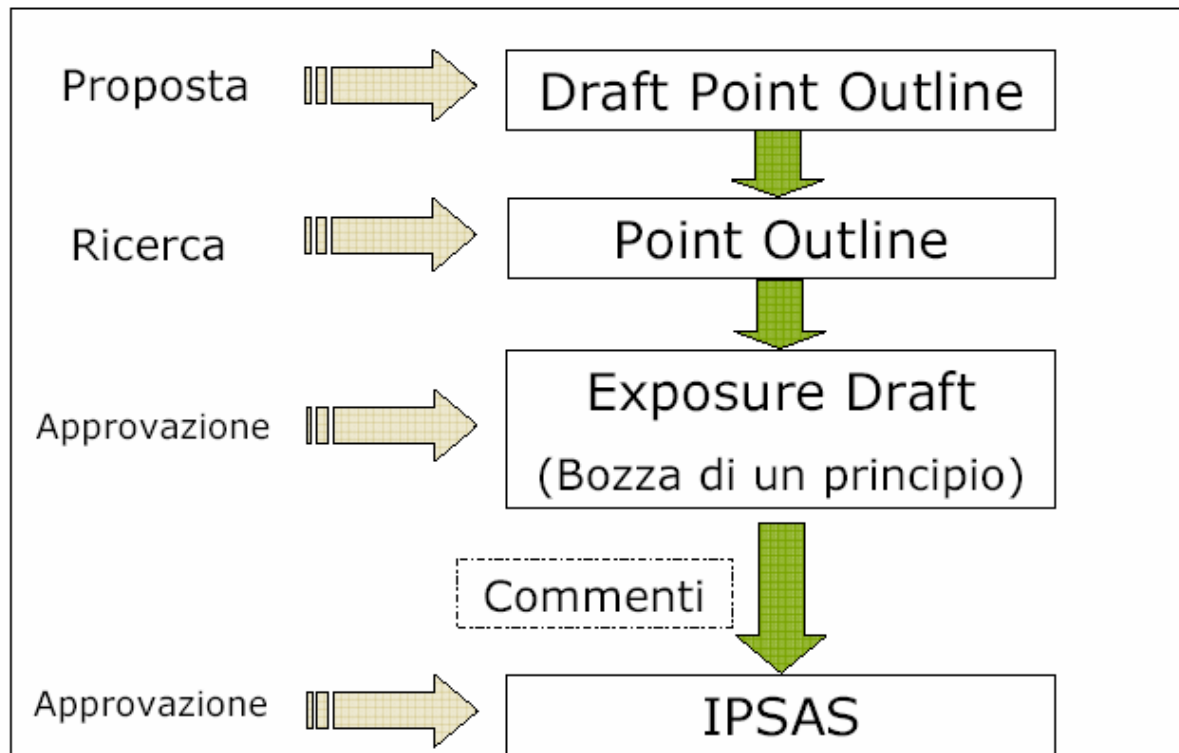 Proposta
Draft Point Outline
Ricerca
Point Outline
Approvazione
Exposure Draft
(Bozza di un principio)
Commenti
Approvazione
IPSAS